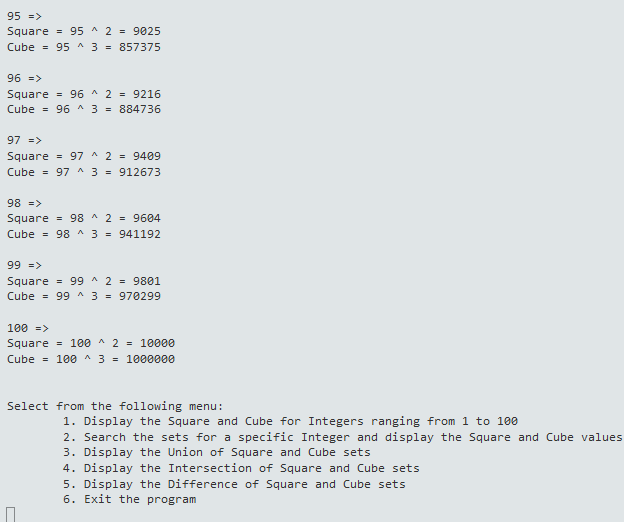 95 =>
Square = 95 ^ 2 = 9025
Cube = 95 ^ 3 = 857375
96 =>
Square = 96 ^ 2 = 9216
Cube = 96 ^ 3 = 884736
97 =>
Square = 97 ^ 2 = 9409
Cube = 97 ^ 3 = 912673
98 =>
Square = 98 ^ 2 = 9604
Cube = 98 ^ 3 = 941192
99 =>
Square = 99 ^ 2 = 9801
Cube = 99 ^ 3 = 970299
100 =>
Square = 100 ^ 2 = 10000
Cube = 100 ^ 3 = 1000000
Select from the following menu:
1. Display the Square and Cube for Integers ranging from 1 to 100
2. Search the sets for a specific Integer and display the Square and Cube values
3. Display the Union of Square and Cube sets
4. Display the Intersection of Square and Cube sets
5. Display the Difference of Square and Cube sets
6. Exit the program